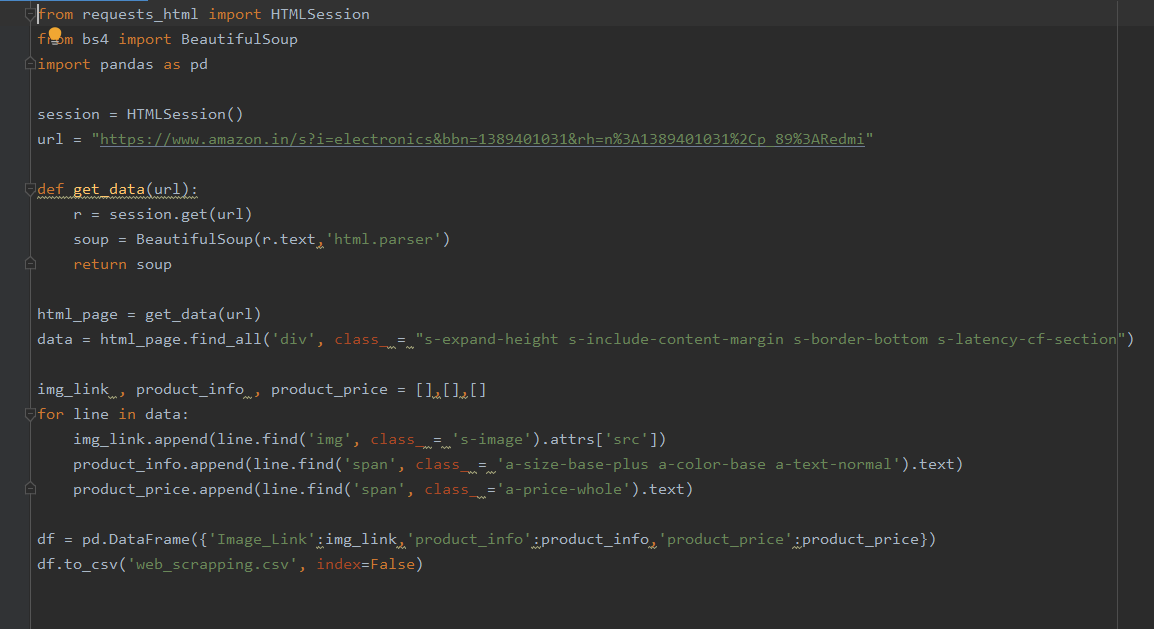 from requests_html import HTMLSession
from bs4 import BeautifulSoup
import pandas as pd
session = HTMLSession()
url = "https://www.amazon.in/s?i=electronics&bbn=1389401031&rh=n%3A1389401031%2Cp_89%3ARedmi"
def get_data(url):
    r = session.get(url)
    soup = BeautifulSoup(r.text,'html.parser')
    return soup
html_page = get_data(url)
data = html_page.find_all('div', class_ = "s-expand-height s-include-content-margin s-border-bottom s-latency-cf-section")
img_link , product_info , product_price = [],[],[]
for line in data:
    img_link.append(line.find('img', class_ = 's-image').attrs['src'])
    product_info.append(line.find('span', class_ = 'a-size-base-plus a-color-base a-text-normal').text)
    product_price.append(line.find('span', class_ ='a-price-whole').text)
df = pd.DataFrame({'Image_Link':img_link,'product_info':product_info,'product_price':product_price})
df.to_csv('web_scrapping.csv', index=False)